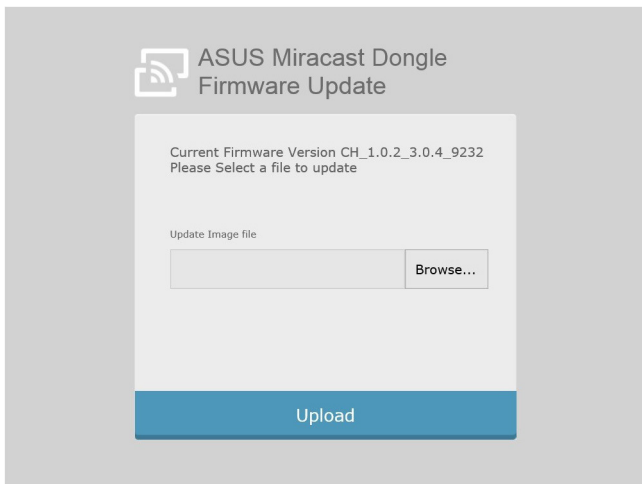 ASUS Miracast Dongle
Firmware Update
Current Firmware Version CH_1.0.2_3.0.4_9232
Please Select a file to update
Update Image file
Browse...
Upload